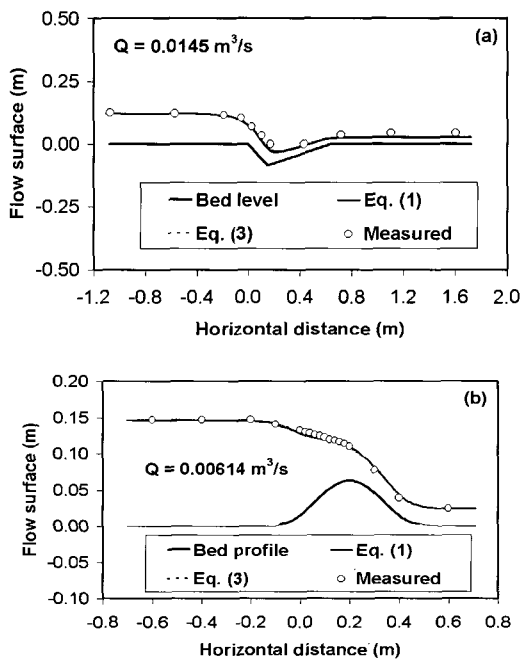 (a)
Q = 0.0145 m³/s
0.50
0.25
0.00
-0.25
-0.50
Flow surface (m)
Bed level
Eq. (1)
Eq. (3)
Measured
-1.2 -0.8 -0.4 0.0 0.4 0.8 1.2 1.6 2.0
Horizontal distance (m)
(b)
0.20
0.15
0.10
0.05
0.00
-0.05
-0.10
Flow surface (m)
Q = 0.00614 m³/s
Bed profile
Eq. (1)
Eq. (3)
Measured
-0.8 -0.6 -0.4 -0.2 0.0 0.2 0.4 0.6 0.8
Horizontal distance (m)